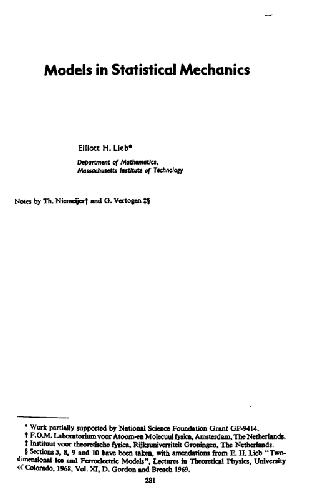 Models in Statistical Mechanics
Elliott H. Lieb*
Department of Mathematics,
Massachusetts Institute of Technology
Notes by Th. Niemeijer† and G. Vertogen‡§
* Work partially supported by National Science Foundation Grant GP-9414.
† F.O.M. Laboratorium voor Atoom-en Molecuul fysica, Amsterdam, The Netherlands.
‡ Instituut voor theoretische fysica, Rijksuniversiteit Groningen, The Netherlands.
§ Sections 5, 8, 9 and 10 have been taken, with amendations from E. H. Lieb "Two-
dimensional Ice and Ferroelectric Models", Lectures in Theoretical Physics, University
of Colorado, 1968, Vol. XI, D. Gordon and Breach 1969.
281